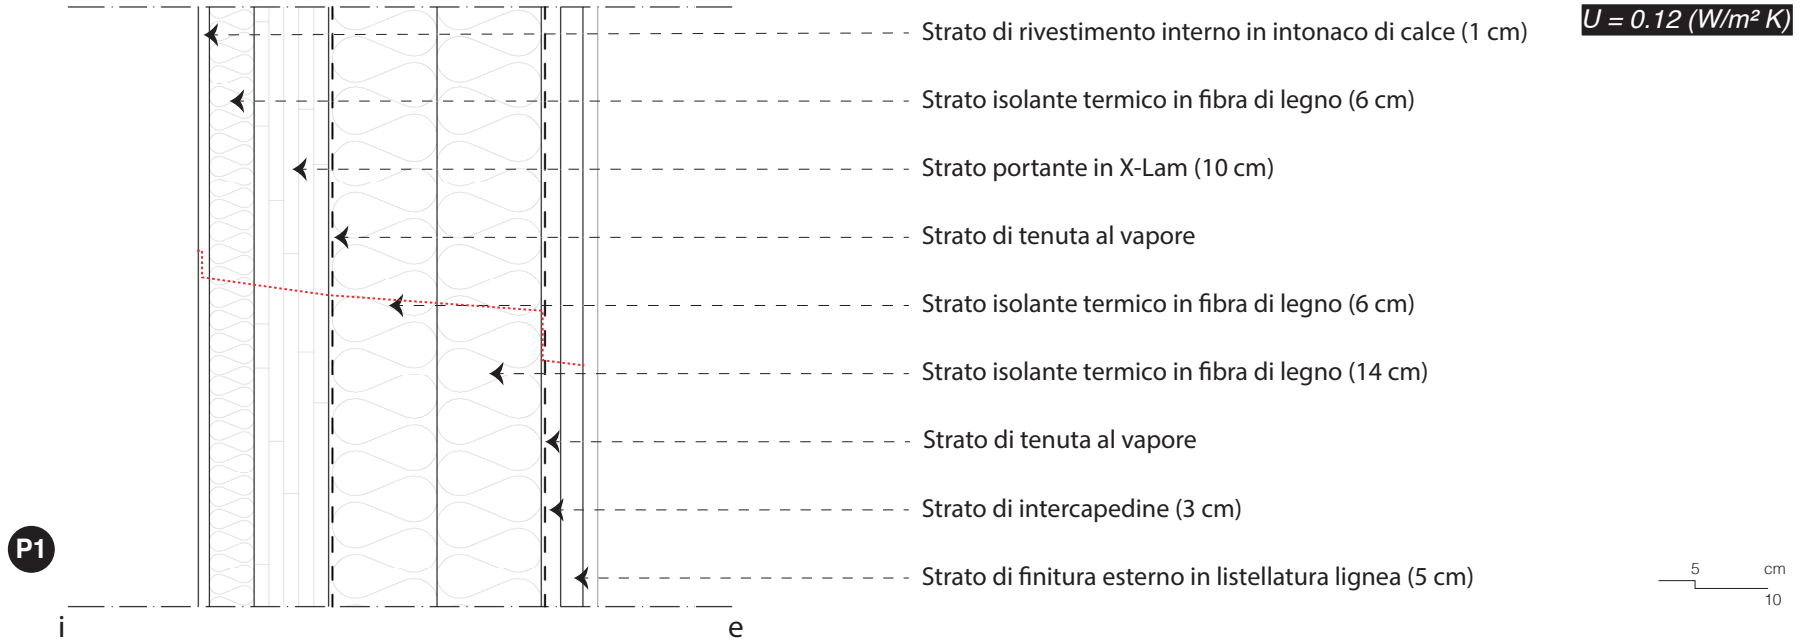 Strato di rivestimento interno in intonaco di calce (1 cm)
U = 0.12 (W/m² K)
Strato isolante termico in fibra di legno (6 cm)
Strato portante in X-Lam (10 cm)
Strato di tenuta al vapore
Strato isolante termico in fibra di legno (6 cm)
Strato isolante termico in fibra di legno (14 cm)
Strato di tenuta al vapore
Strato di intercapedine (3 cm)
P1
Strato di finitura esterno in listellatura lignea (5 cm)
5 cm
10
i e